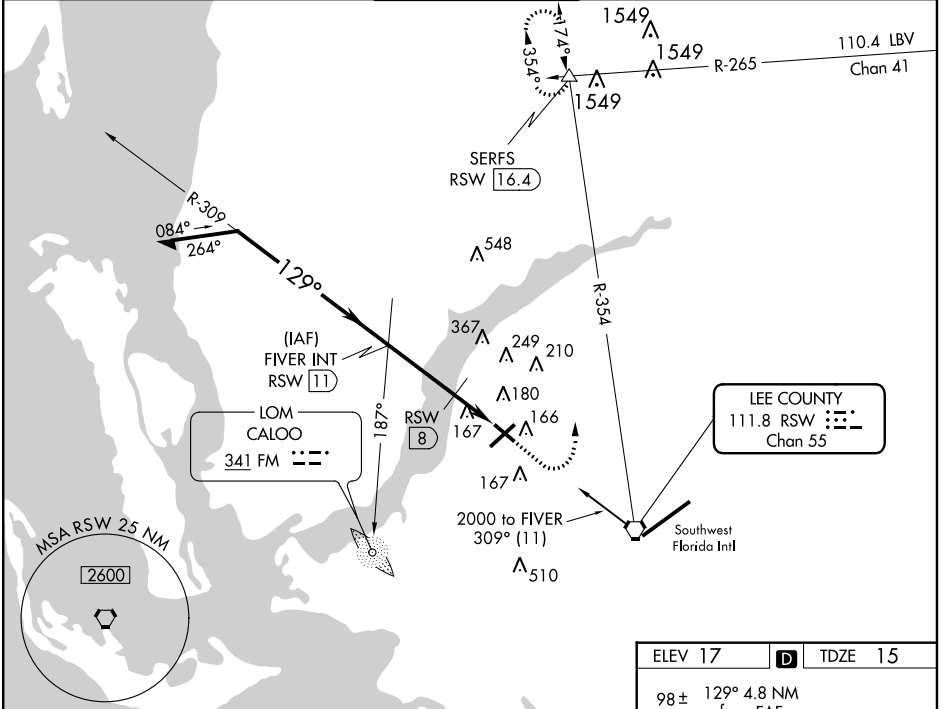 1549
1549
1549
174°
354°
R-265
110.4 LBV
Chan 41
SERFS
RSW 16.4
R-309
084°
264°
129°
548
R-354
(IAF)
FIVER INT
RSW 11
367
249
210
180
166
167
167
187°
RSW
8
LOM
CALOO
341 FM
LEE COUNTY
111.8 RSW
Chan 55
2000 to FIVER
309° (11)
Southwest
Florida Intl
510
MSA RSW 25 NM
2600
ELEV 17 D TDZE 15
98± 129° 4.8 NM
from FAF